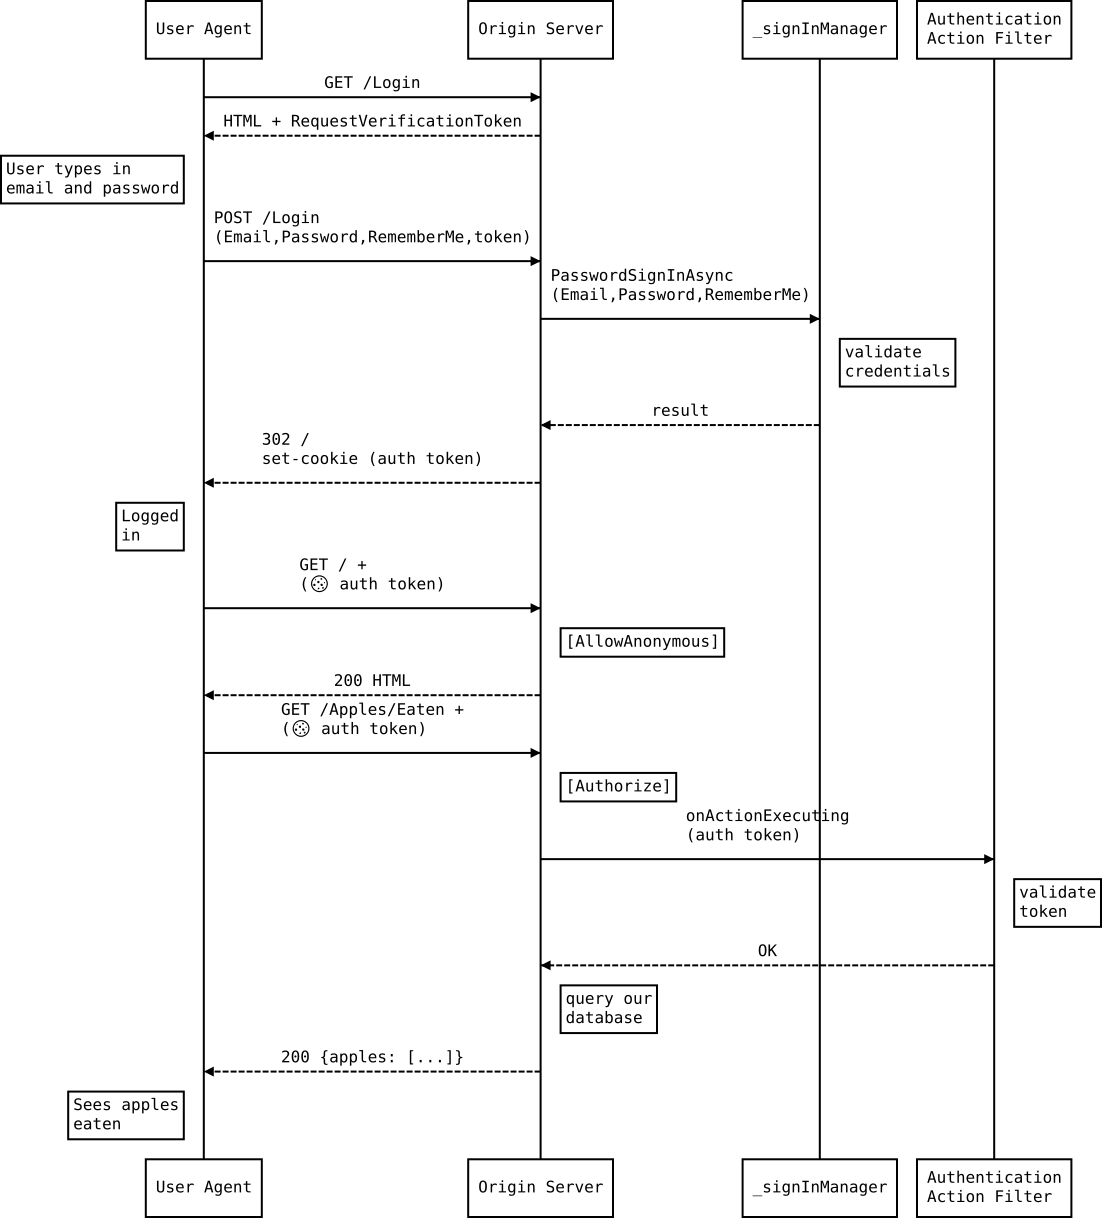 User Agent
Origin Server
_signInManager
Authentication
Action Filter
GET /Login
HTML + RequestVerificationToken
User types in
email and password
POST /Login
(Email,Password,RememberMe,token)
PasswordSignInAsync
(Email,Password,RememberMe)
validate
credentials
result
302 /
set-cookie (auth token)
Logged
in
GET / +
(🍪 auth token)
[AllowAnonymous]
200 HTML
GET /Apples/Eaten +
(🍪 auth token)
[Authorize]
onActionExecuting
(auth token)
validate
token
OK
query our
database
200 {apples: [...]}
Sees apples
eaten
User Agent
Origin Server
_signInManager
Authentication
Action Filter